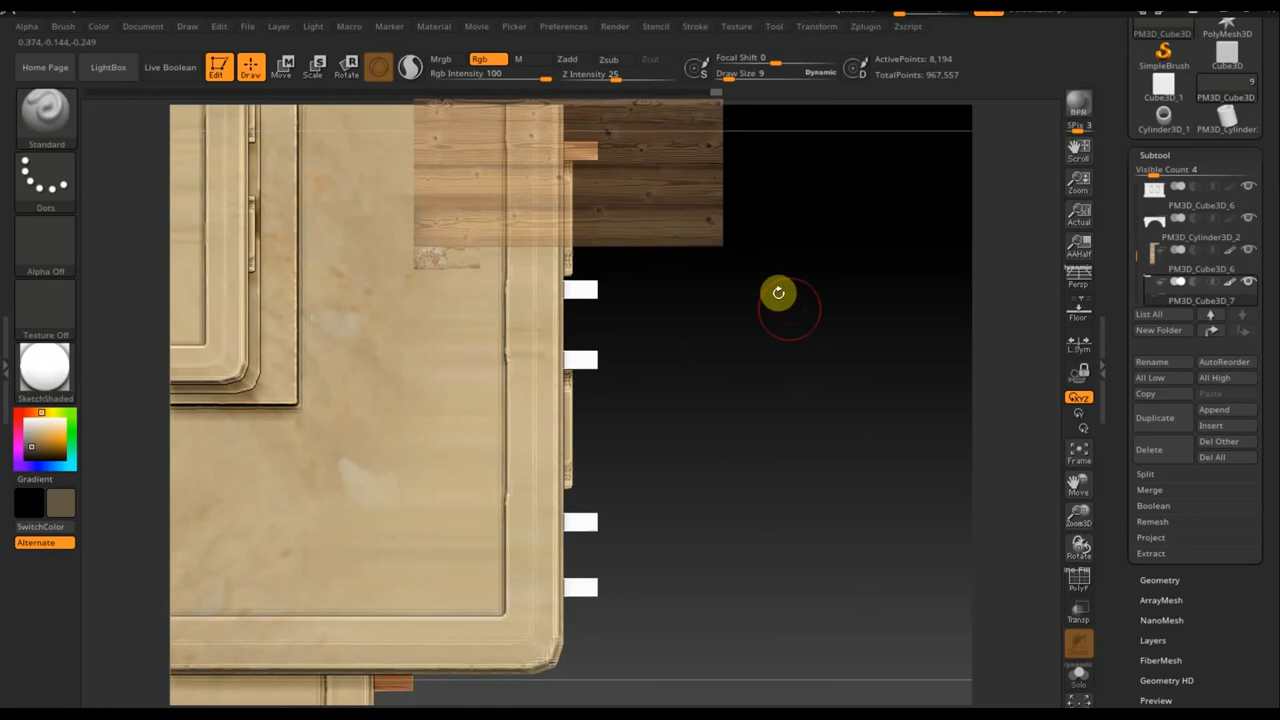 Alpha Brush Color Document Draw Edit File Layer Light Macro Marker Material Movie Picker Preferences Render Stencil Stroke Texture Tool Transform Zplugin Zscript
0.374,-0.144,-0.249
Home Page LightBox Live Boolean Edit Draw Move Scale Rotate
Mrgb Rgb M Zadd Zsub
Rgb Intensity 100 Z Intensity 25
Focal Shift 0
Draw Size 9 Dynamic
S D
ActivePoints: 8,194
TotalPoints: 967,557
Standard
Dots
Alpha Off
Texture Off
SketchShaded
Gradient
SwitchColor
Alternate
BPR
SPix 3
Scroll
Zoom
Actual
AAHalf
Dynamic
Persp
Floor
L.Sym
XYZ
Frame
Move
Zoom3D
Rotate
PolyF
Transp
Solo
PM3D_Cube3D PolyMesh3D
SimpleBrush Cube3D
9
Cube3D_1 PM3D_Cube3D_
Cylinder3D_1 PM3D_Cylinder
Subtool
Visible Count 4
PM3D_Cube3D_6
PM3D_Cylinder3D_2
PM3D_Cube3D_6
PM3D_Cube3D_7
List All
New Folder
Rename AutoReorder
All Low All High
Copy Paste
Duplicate Append
Insert
Delete Del Other
Del All
Split
Merge
Boolean
Remesh
Project
Extract
Geometry
ArrayMesh
NanoMesh
Layers
FiberMesh
Geometry HD
Preview